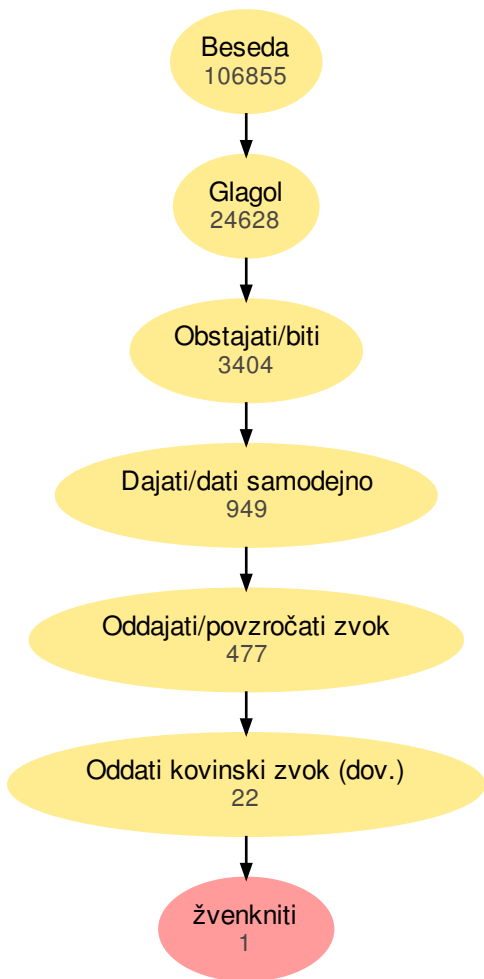 Beseda
106855
Glagol
24628
Obstajati/biti
3404
Dajati/dati samodejno
949
Oddajati/povzročati zvok
477
Oddati kovinski zvok (dov.)
22
žvenkniti
1